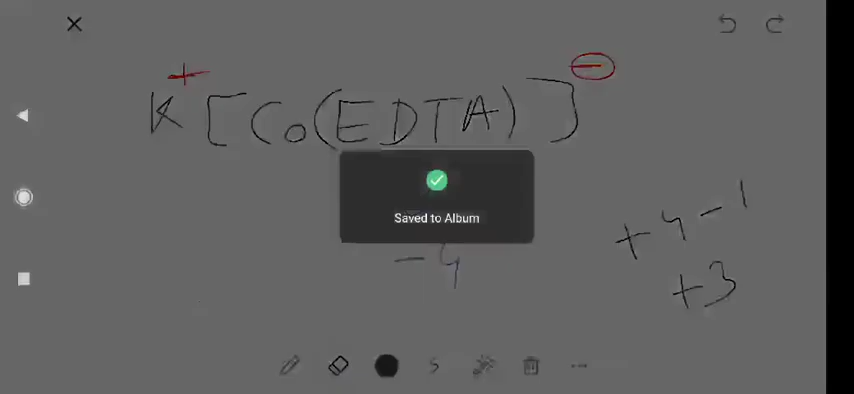 K⁺[Co(EDTA)]⁻
Saved to Album
-4
+4-1
+3